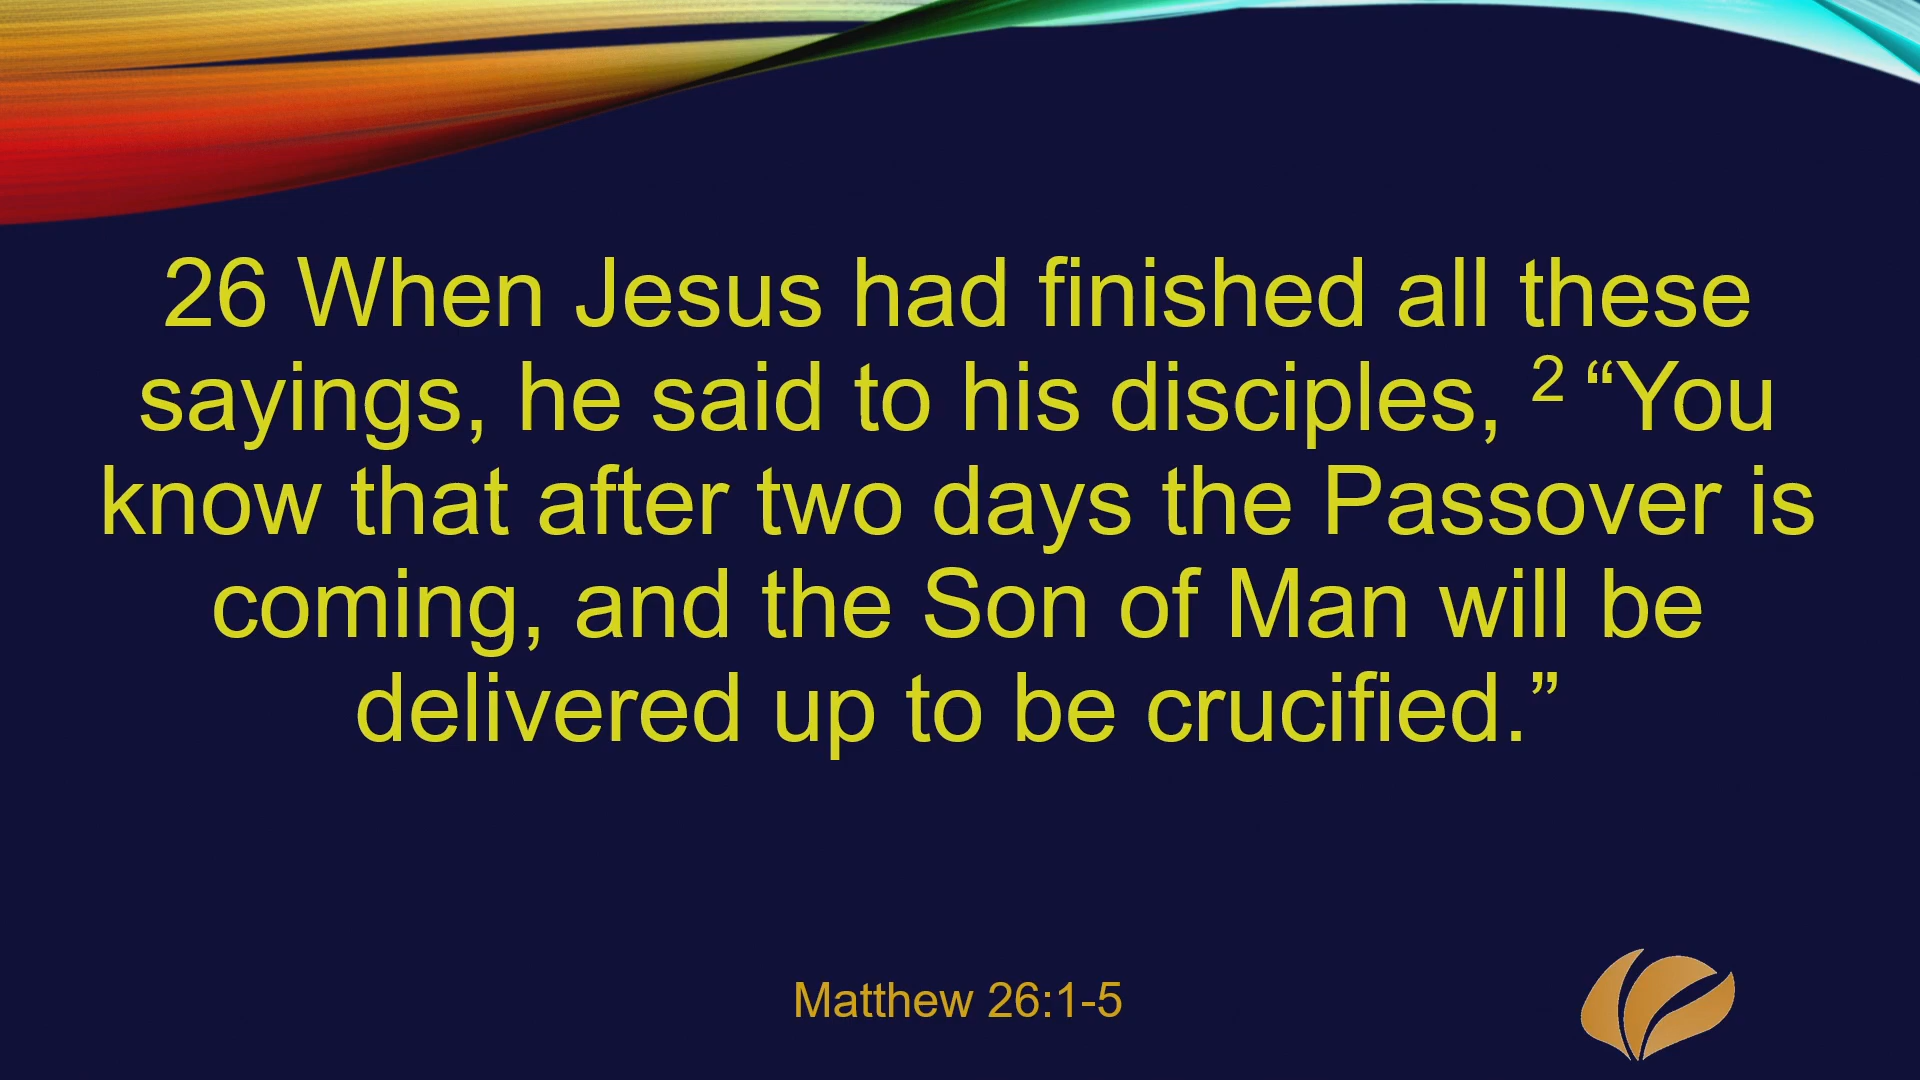 26 When Jesus had finished all these
sayings, he said to his disciples, 2 “You
know that after two days the Passover is
coming, and the Son of Man will be
delivered up to be crucified.”
Matthew 26:1-5